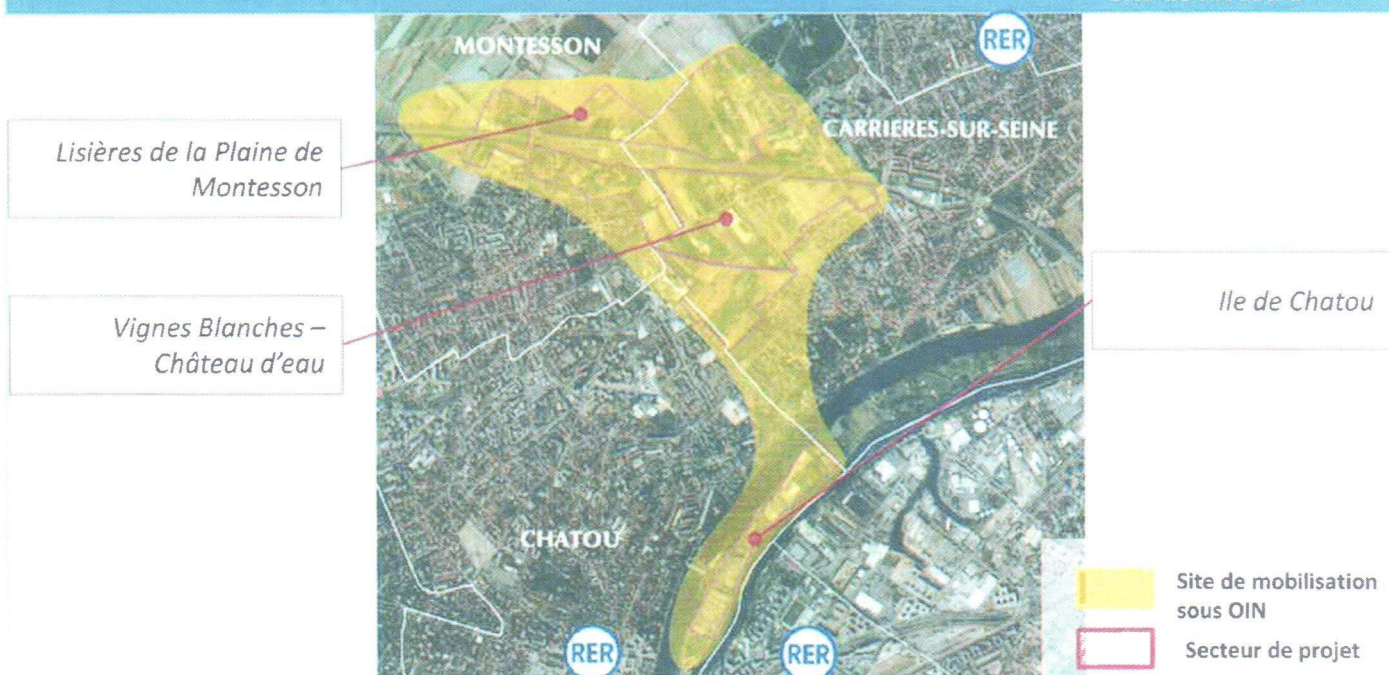 MONTESSON
RER
CARRIERES-SUR-SEINE
Lisières de la Plaine de
Montesson
Vignes Blanches –
Château d'eau
Ile de Chatou
CHATOU
RER
RER
Site de mobilisation
sous OIN
Secteur de projet